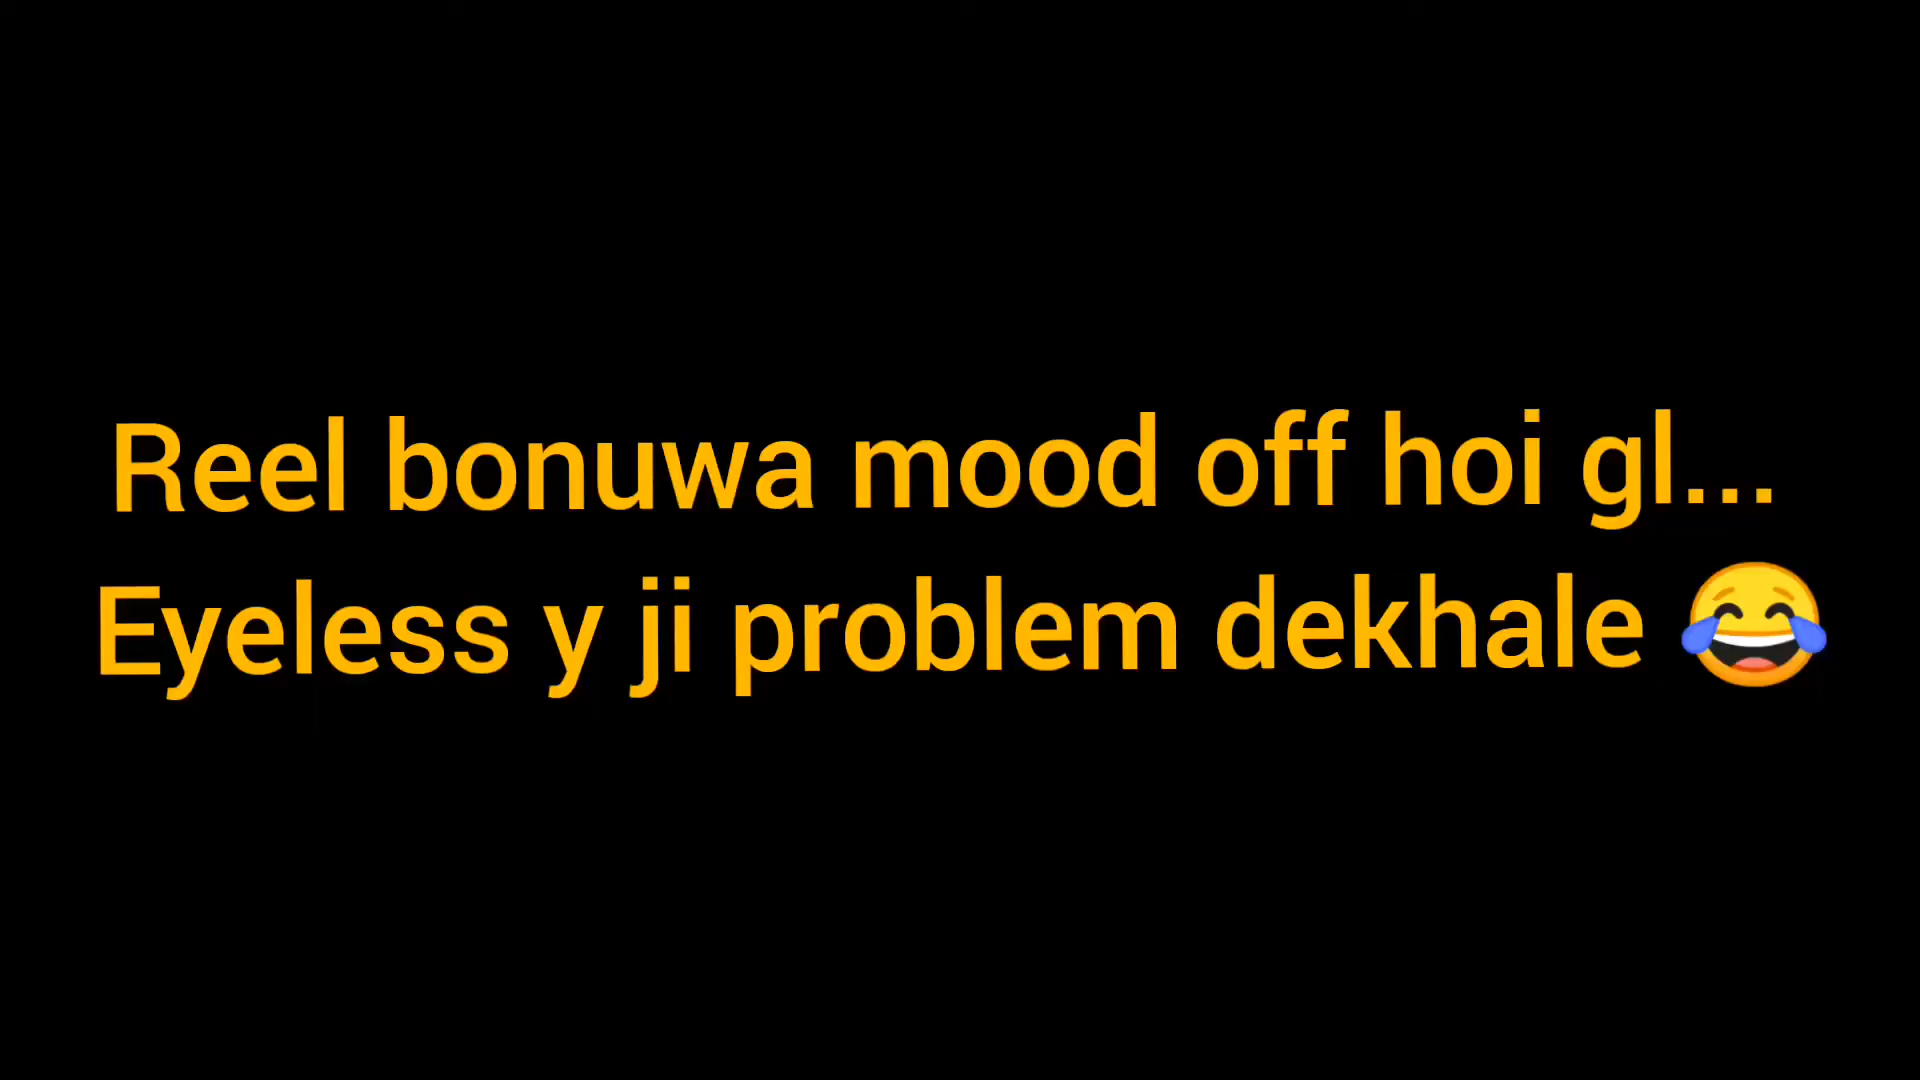 Reel bonuwa mood off hoi gl...
Eyeless y ji problem dekhale 😂